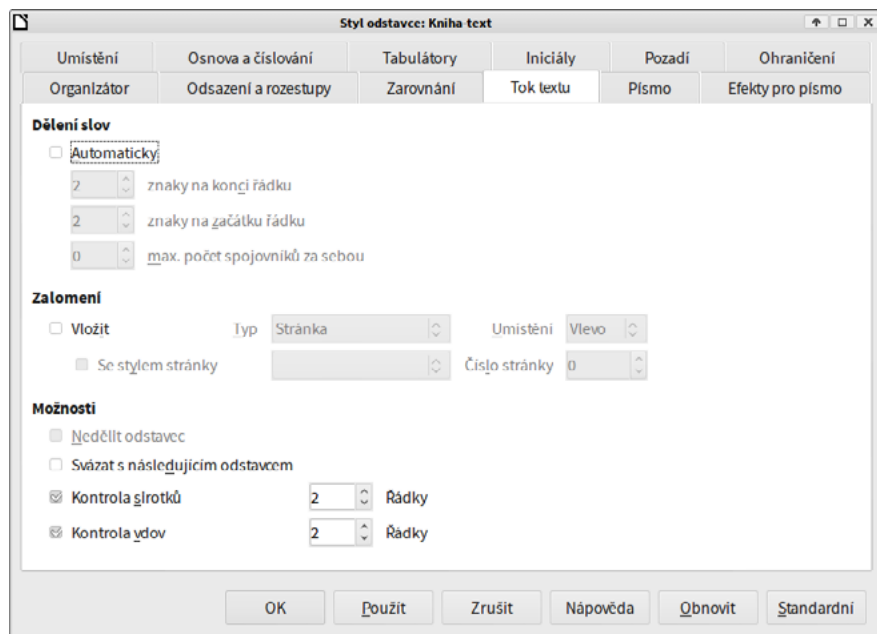 Styl odstavce: Kniha-text
Umístění Osnova a číslování Tabulátory Iniciály Pozadí Ohraničení
Organizátor Odsazení a rozestupy Zarovnání Tok textu Písmo Efekty pro písmo
Dělení slov
Automaticky
2 znaky na konci řádku
2 znaky na začátku řádku
0 max. počet spojovníků za sebou
Zalomení
Vložit Typ Stránka Umístění Vlevo
Se stylem stránky Číslo stránky 0
Možnosti
Nedělit odstavec
Svázat s následujícím odstavcem
Kontrola sirotků 2 Řádky
Kontrola vdov 2 Řádky
OK Použít Zrušit Nápověda Obnovit Standardní